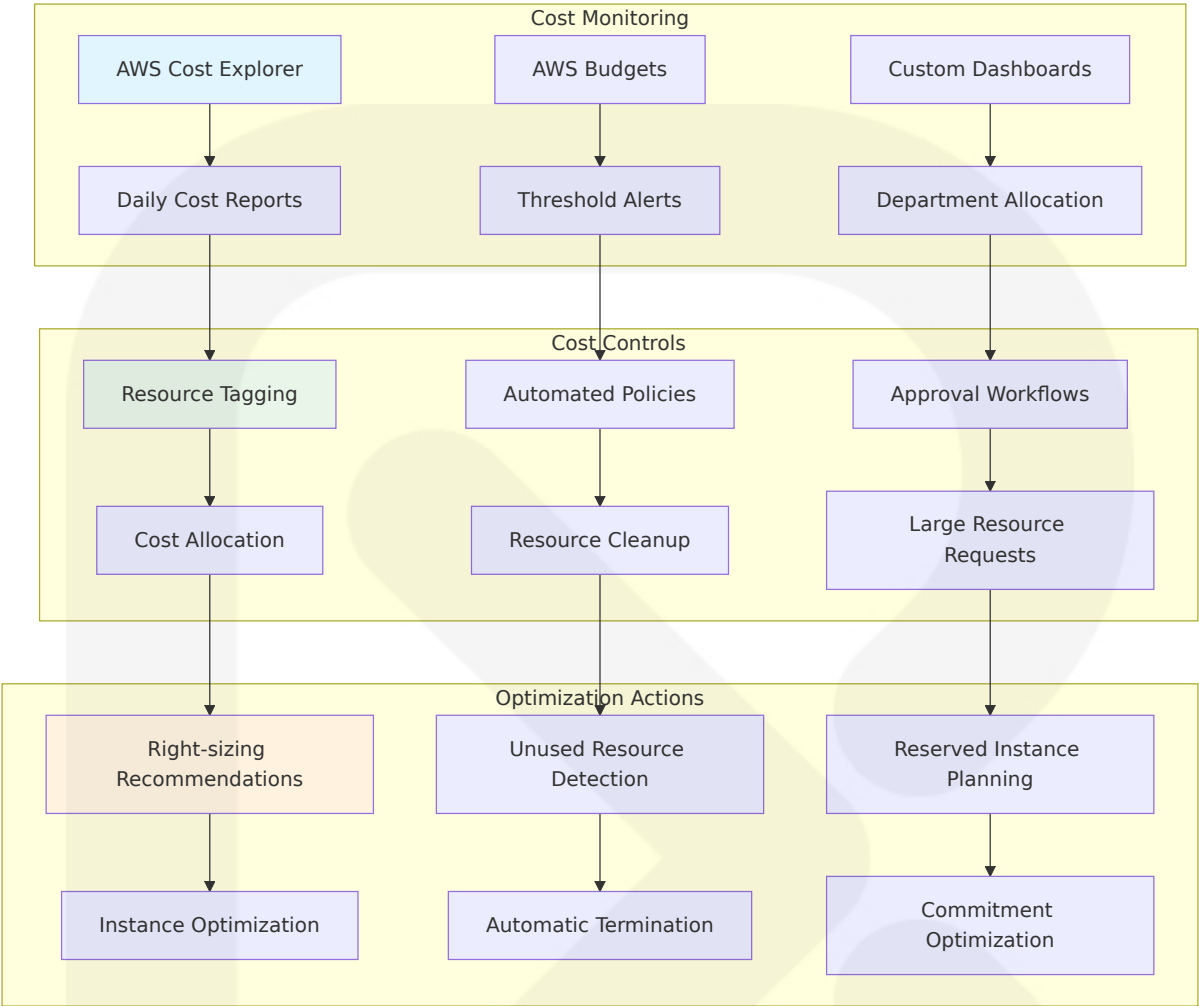 Cost Monitoring
AWS Cost Explorer
AWS Budgets
Custom Dashboards
Daily Cost Reports
Threshold Alerts
Department Allocation
Cost Controls
Resource Tagging
Automated Policies
Approval Workflows
Cost Allocation
Resource Cleanup
Large Resource
Requests
Optimization Actions
Right-sizing
Recommendations
Unused Resource
Detection
Reserved Instance
Planning
Instance Optimization
Automatic Termination
Commitment
Optimization